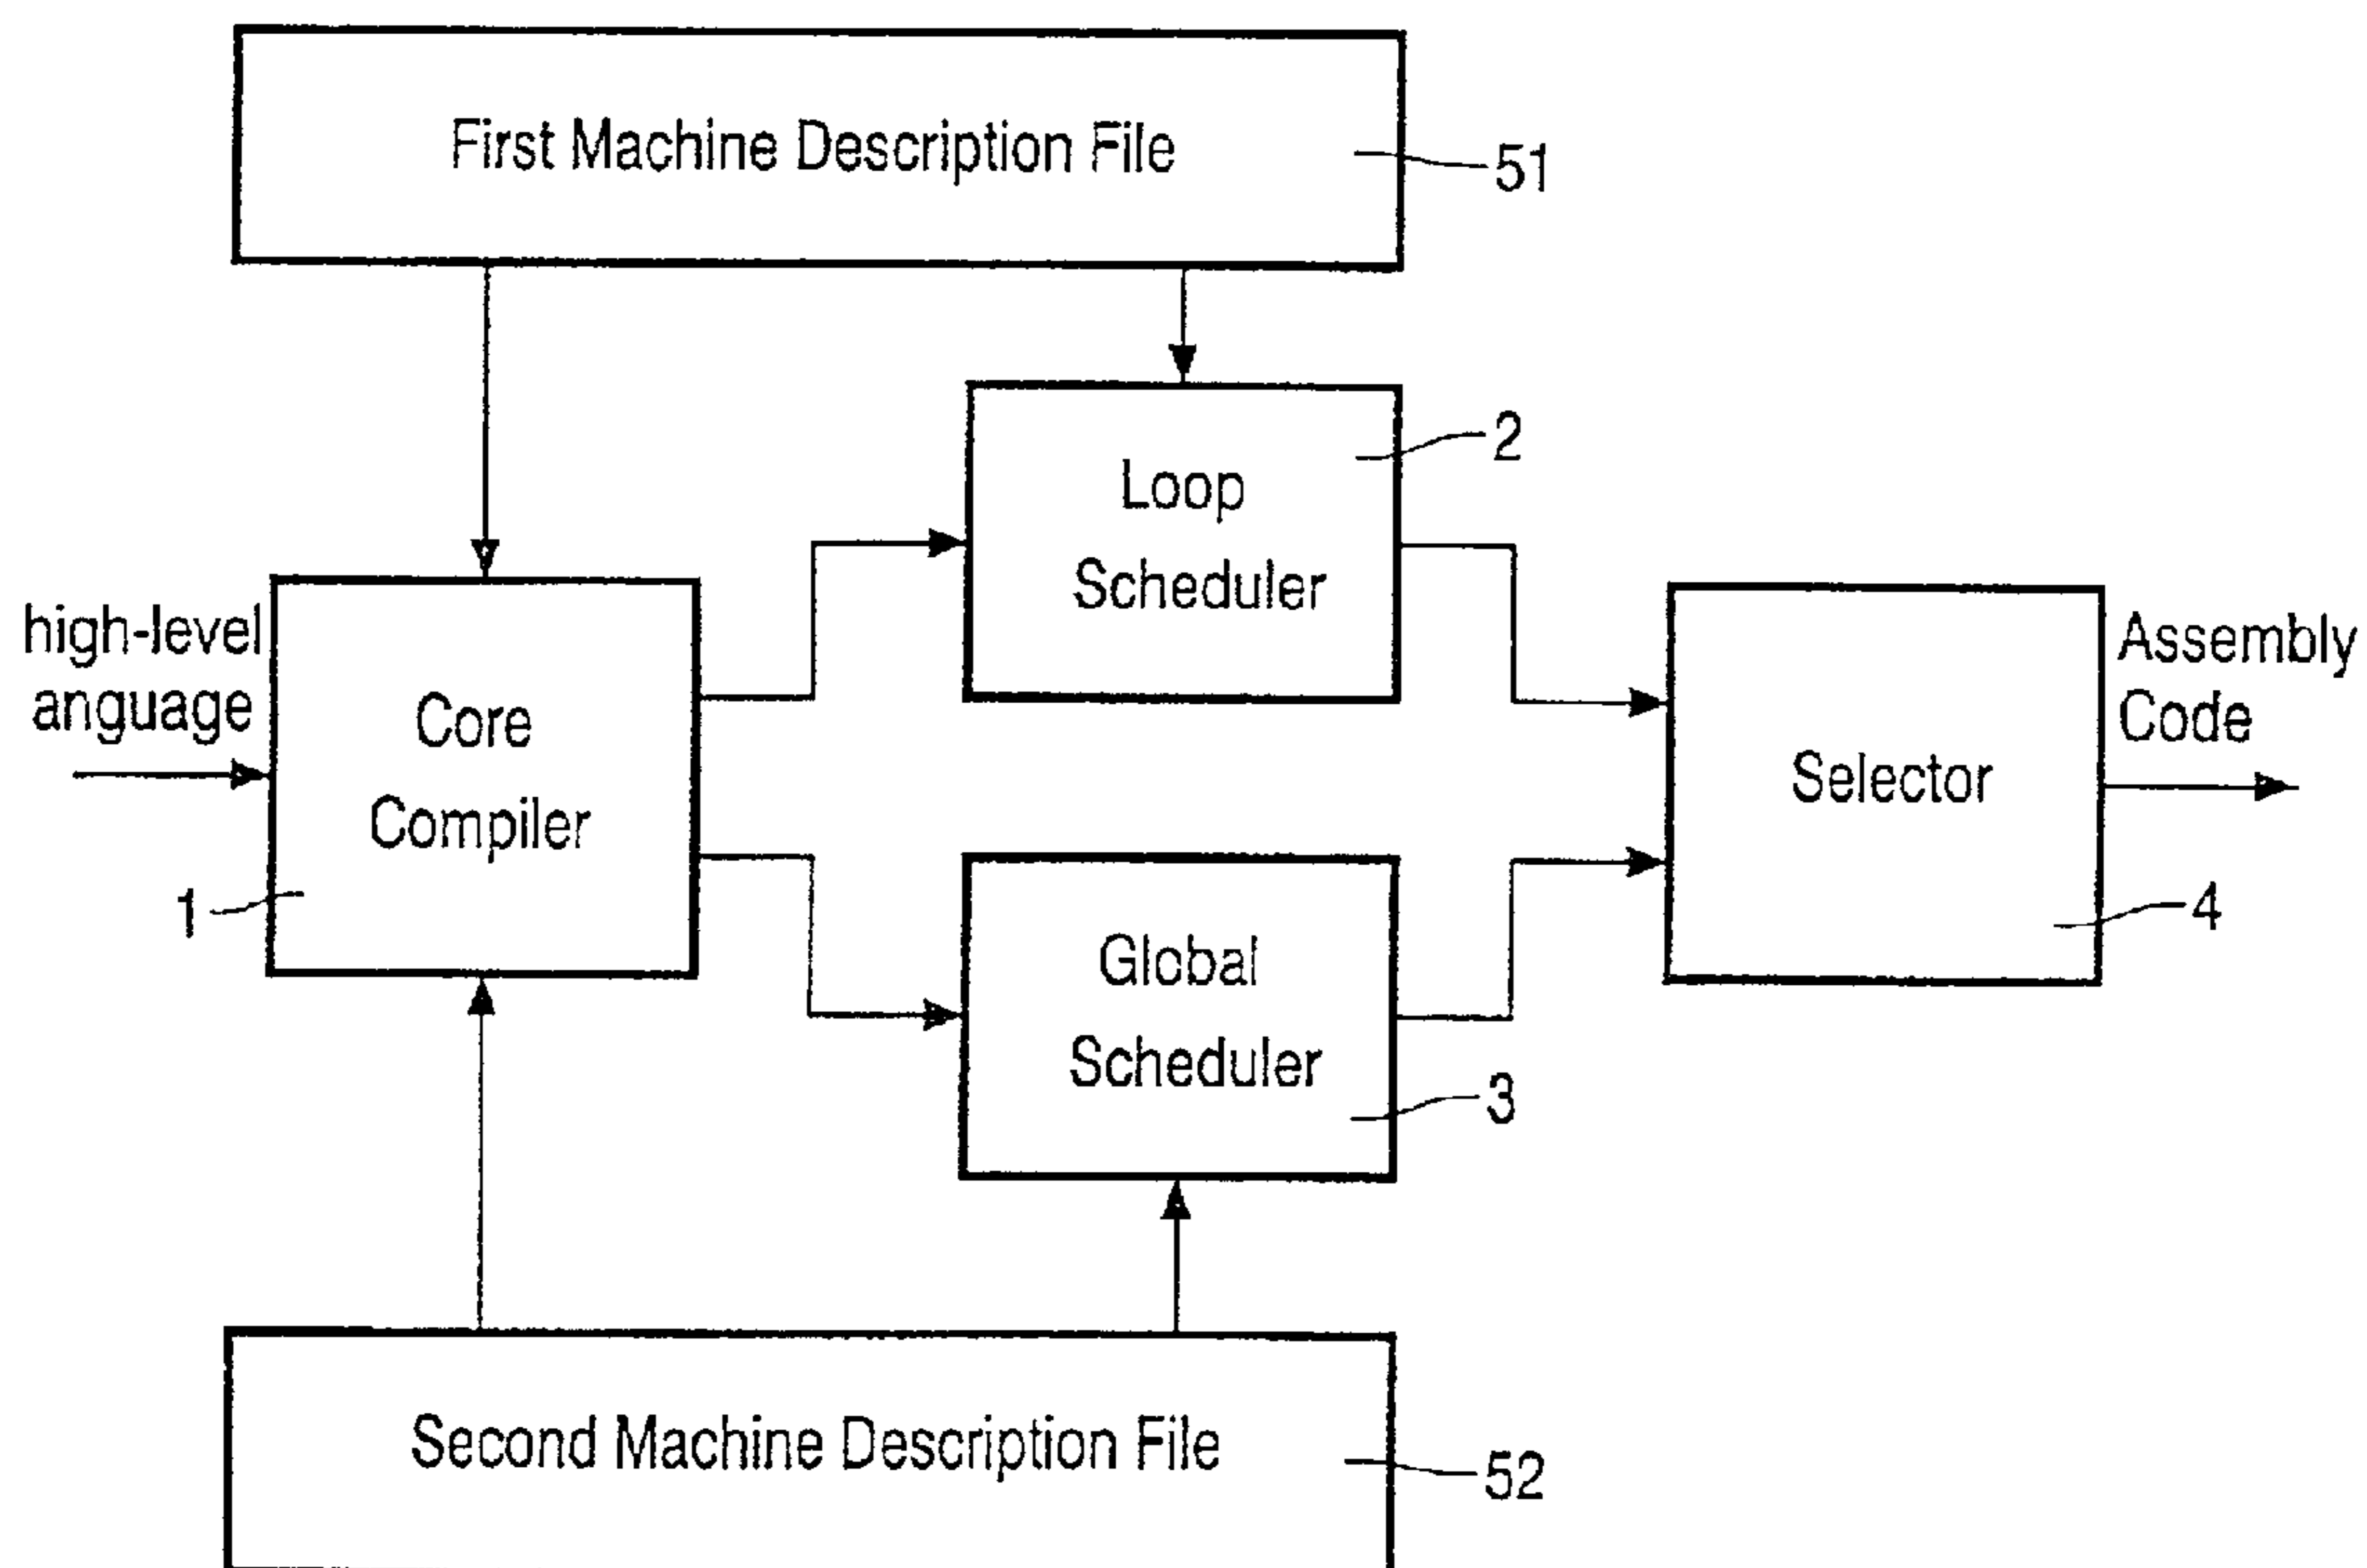 First Machine Description File
51
2
Loop
Scheduler
high-level
anguage
Core
Compiler
1
Assembly
Code
Selector
4
Global
Scheduler
3
Second Machine Description File
52